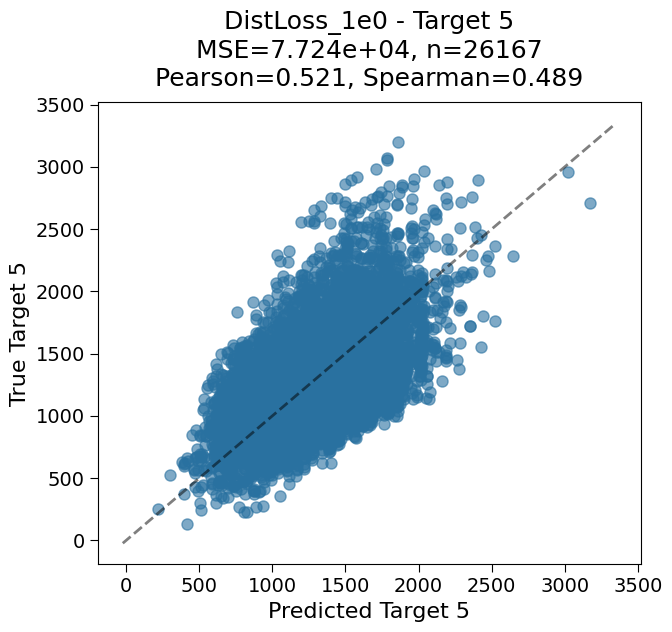 DistLoss_1e0 - Target 5
MSE=7.724e+04, n=26167
Pearson=0.521, Spearman=0.489
3500
3000
2500
2000
1500
1000
500
0
True Target 5
0 500 1000 1500 2000 2500 3000 3500
Predicted Target 5